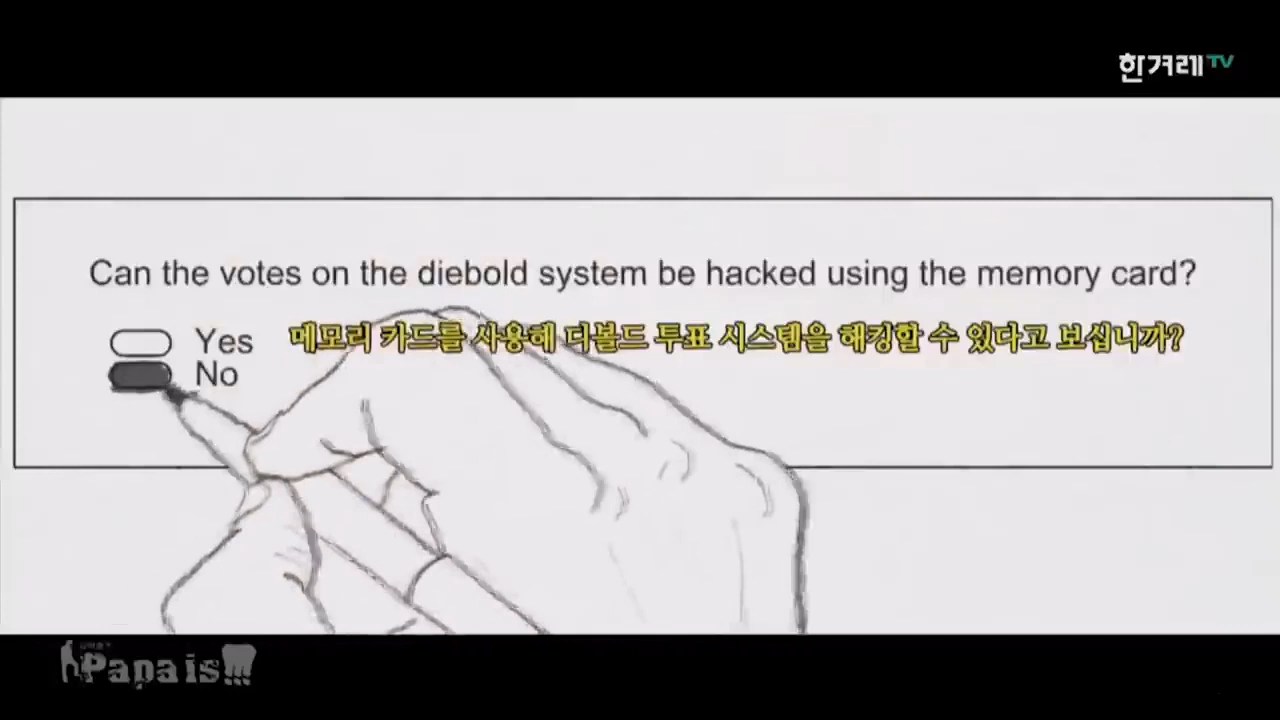 한겨레TV
Can the votes on the diebold system be hacked using the memory card?
Yes
메모리 카드를 사용해 디볼드 투표 시스템을 해킹할 수 있다고 보십니까?
No
Papa is!!!